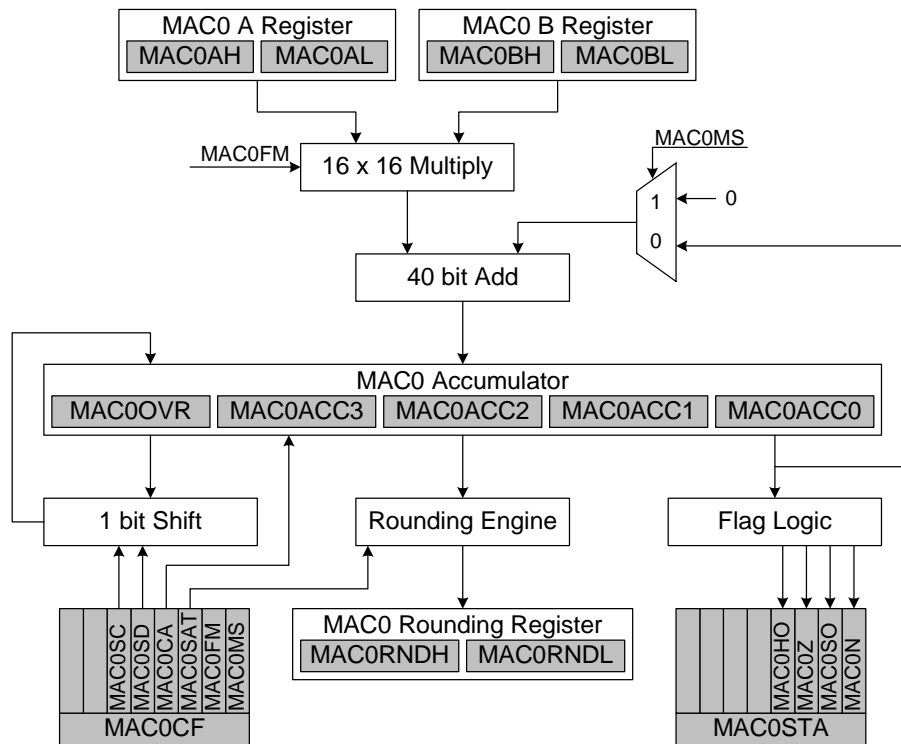 MAC0 A Register
MAC0AH MAC0AL
MAC0 B Register
MAC0BH MAC0BL
MAC0FM
16 x 16 Multiply
MAC0MS
1
0
0
40 bit Add
MAC0 Accumulator
MAC0OVR MAC0ACC3 MAC0ACC2 MAC0ACC1 MAC0ACC0
1 bit Shift
Rounding Engine
Flag Logic
MAC0SC
MAC0SD
MAC0CA
MAC0SAT
MAC0FM
MAC0MS
MAC0CF
MAC0 Rounding Register
MAC0RNDH MAC0RNDL
MAC0HO
MAC0Z
MAC0SO
MAC0N
MAC0STA